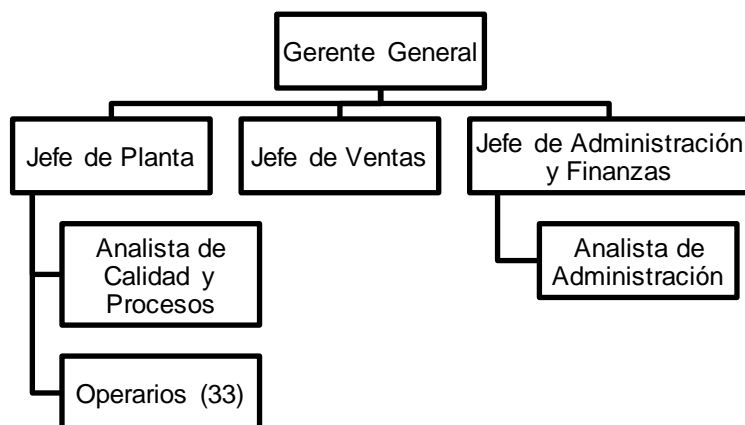 Gerente General
Jefe de Planta
Jefe de Ventas
Jefe de Administración
y Finanzas
Analista de
Calidad y
Procesos
Analista de
Administración
Operarios (33)